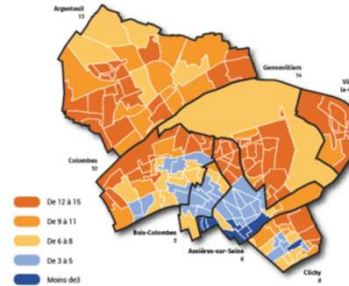 Argenteuil
13
Gennevilliers
14
Colombes
10
De 12 à 15
De 9 à 11
De 6 à 8
De 3 à 5
Moins de3
Bois-Colombes
5
Asnières-sur-Seine
6
Clichy
8